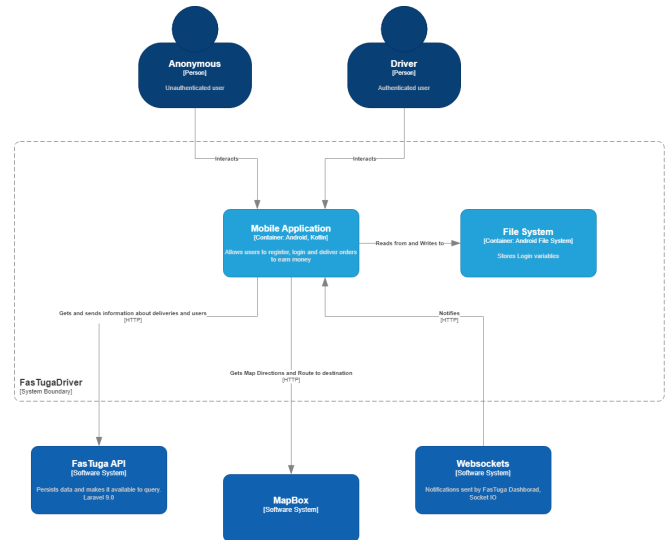 Anonymous
[Person]
Unauthenticated user
Driver
[Person]
Authenticated user
Interacts
Interacts
Mobile Application
[Container: Android, Kotlin]
Allows users to register, login and deliver orders
to earn money
Reads from and Writes to
File System
[Container: Android File System]
Stores Login variables
Gets and sends information about deliveries and users
[HTTP]
Notifies
[HTTP]
Gets Map Directions and Route to destination
[HTTP]
FasTugaDriver
[System Boundary]
FasTuga API
[Software System]
Persists data and makes it available to query.
Laravel 9.0
MapBox
[Software System]
Websockets
[Software System]
Notifications sent by FasTuga Dashborad,
Socket IO